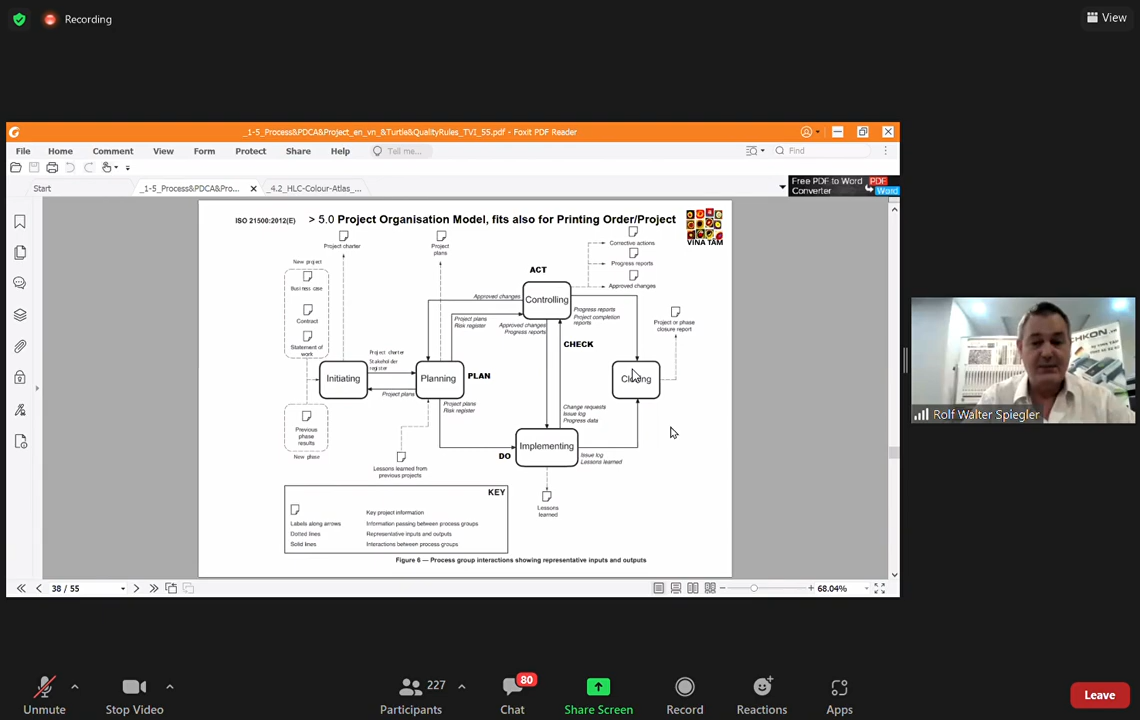 Recording
View
_1-5_Process&PDCA&Project_en_vn_&Turtle&QualityRules_TVI_55.pdf - Foxit PDF Reader
File Home Comment View Form Protect Share Help Tell me... Find
Start _1-5_Process&PDCA&Pro... _4.2_HLC-Colour-Atlas_...
Free PDF to Word PDF
Converter Word
ISO 21500:2012(E) > 5.0 Project Organisation Model, fits also for Printing Order/Project
VINA TAM
Project charter
Project
plans
Corrective actions
Progress reports
Approved changes
New project
Business case
Contract
Statement of
work
ACT
Controlling
Approved changes
Project plans
Risk register
Approved changes
Progress reports
Progress reports
Project completion
reports
Project or phase
closure report
CHECK
Project charter
Stakeholder
register
Initiating
Planning
PLAN
Project plans
Closing
Project plans
Risk register
Change requests
Issue log
Progress data
Previous
phase
results
New phase
DO
Implementing
Issue log
Lessons learned
Lessons learned from
previous projects
Lessons
learned
KEY
Key project information
Labels along arrows Information passing between process groups
Dotted lines Representative inputs and outputs
Solid lines Interactions between process groups
Figure 6 — Process group interactions showing representative inputs and outputs
38 / 55
68.04%
Rolf Walter Spiegler
Unmute
Stop Video
227
Participants
80
Chat
Share Screen
Record
Reactions
Apps
Leave